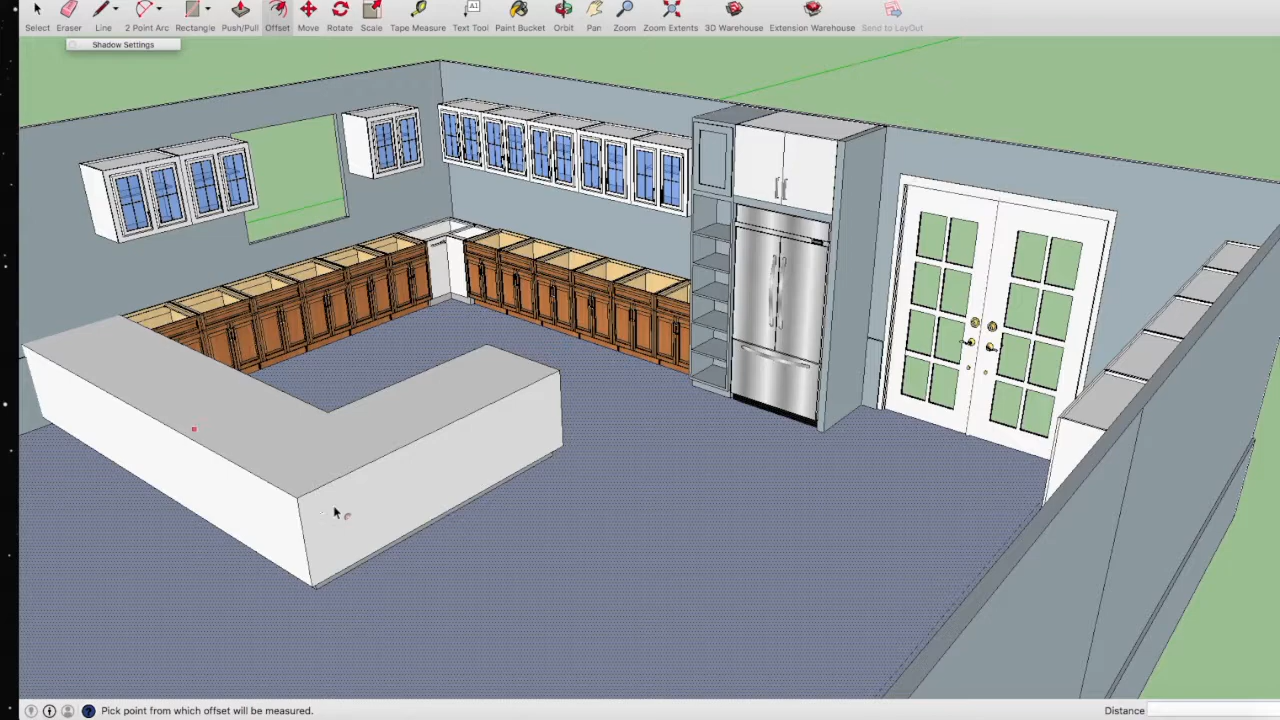 Select Eraser Line 2 Point Arc Rectangle Push/Pull Offset Move Rotate Scale Tape Measure Text Tool Paint Bucket Orbit Pan Zoom Zoom Extents 3D Warehouse Extension Warehouse Send to LayOut
A1
Shadow Settings
? Pick point from which offset will be measured. Distance